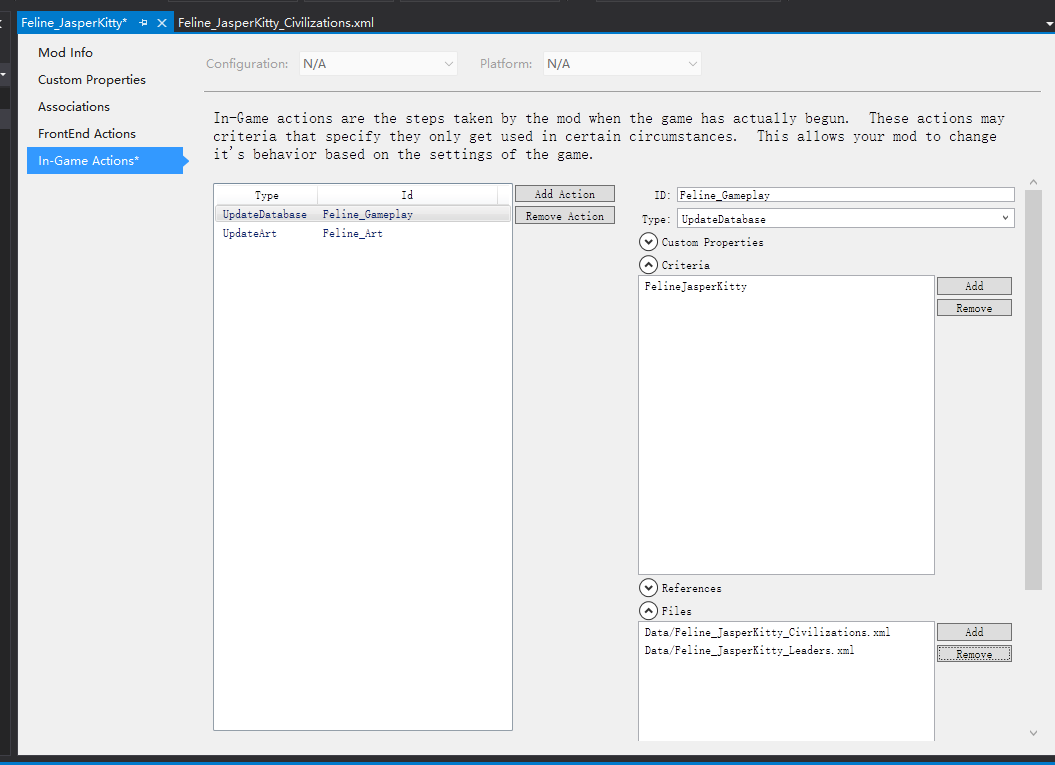 Feline_JasperKitty*
Feline_JasperKitty_Civilizations.xml
Mod Info
Custom Properties
Associations
FrontEnd Actions
In-Game Actions*
Configuration: N/A
Platform: N/A
In-Game actions are the steps taken by the mod when the game has actually begun.  These actions may
criteria that specify they only get used in certain circumstances.  This allows your mod to change
it's behavior based on the settings of the game.
Type Id
UpdateDatabase Feline_Gameplay
UpdateArt Feline_Art
Add Action
Remove Action
ID: Feline_Gameplay
Type: UpdateDatabase
Custom Properties
Criteria
FelineJasperKitty
Add
Remove
References
Files
Data/Feline_JasperKitty_Civilizations.xml
Data/Feline_JasperKitty_Leaders.xml
Add
Remove